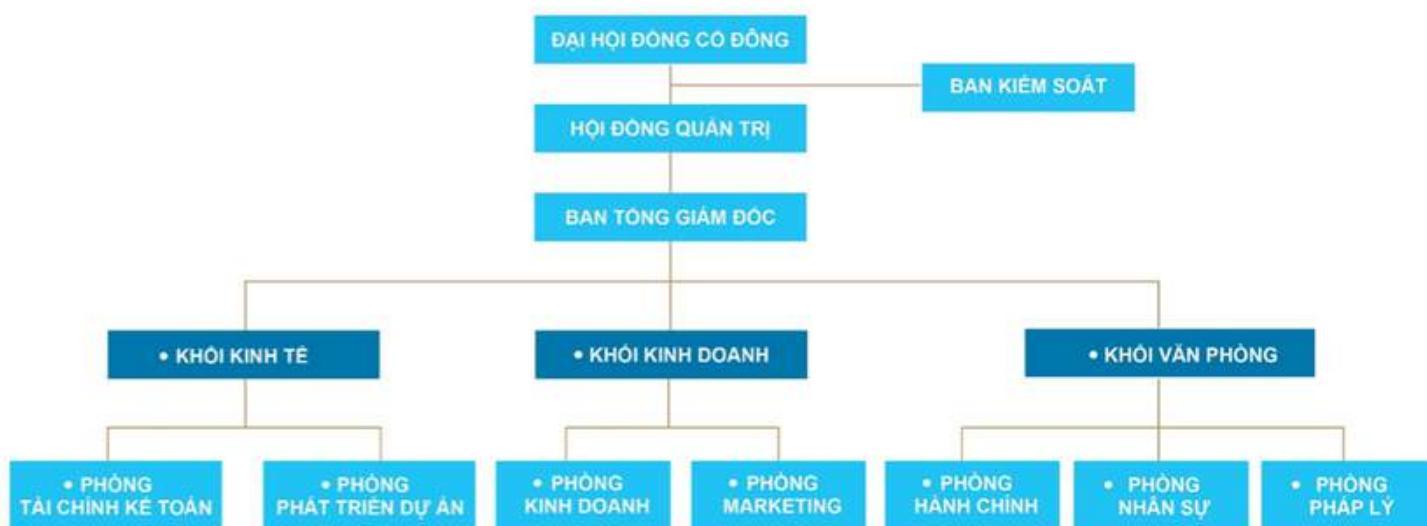 ĐẠI HỘI ĐỒNG CỔ ĐÔNG
BAN KIỂM SOÁT
HỘI ĐỒNG QUẢN TRỊ
BAN TỔNG GIÁM ĐỐC
• KHỐI KINH TẾ
• KHỐI KINH DOANH
• KHỐI VĂN PHÒNG
• PHÒNG
TÀI CHÍNH KẾ TOÁN
• PHÒNG
PHÁT TRIỂN DỰ ÁN
• PHÒNG
KINH DOANH
• PHÒNG
MARKETING
• PHÒNG
HÀNH CHÍNH
• PHÒNG
NHÂN SỰ
• PHÒNG
PHÁP LÝ